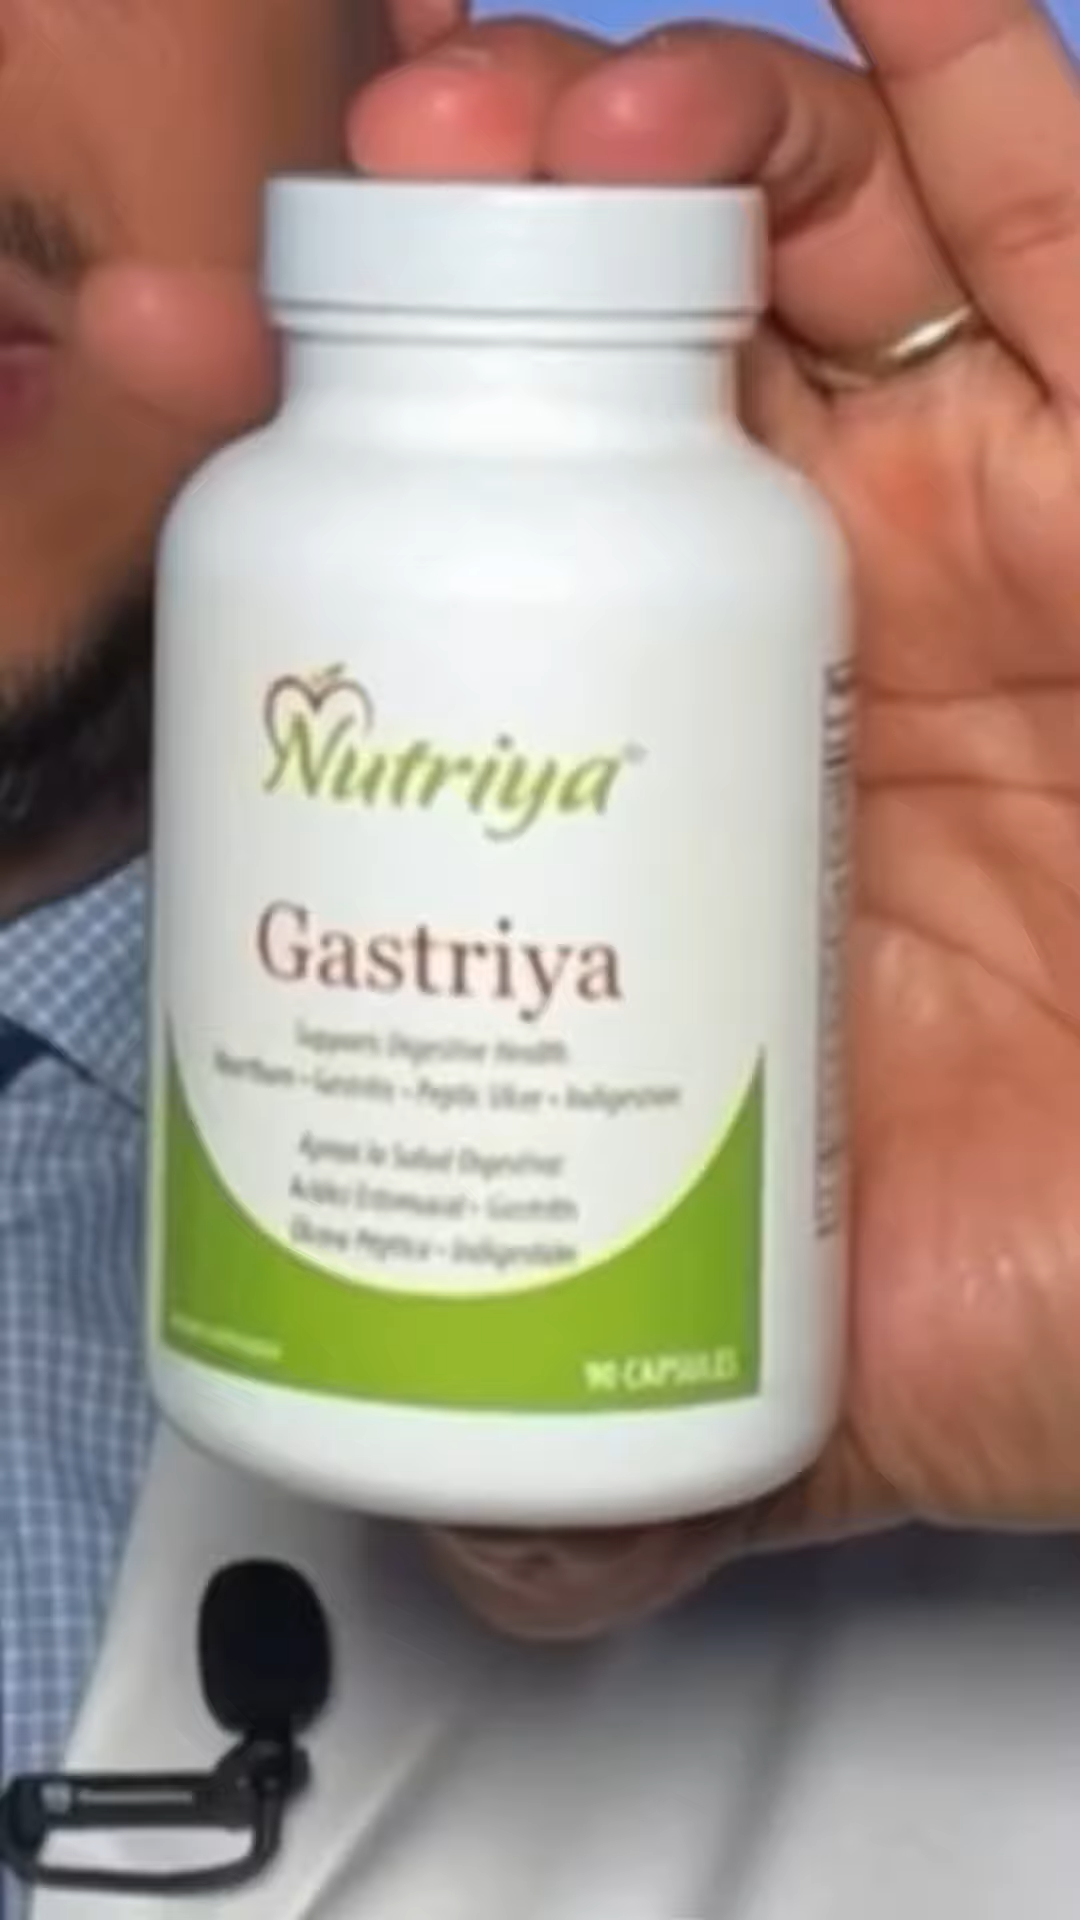 Nutriya
Gastriya
Supports Digestive Health
Heartburn • Gastritis • Peptic Ulcer • Indigestion
Apoya la Salud Digestiva:
Acidez Estomacal • Gastritis
Úlcera Péptica • Indigestión
90 CAPSULES